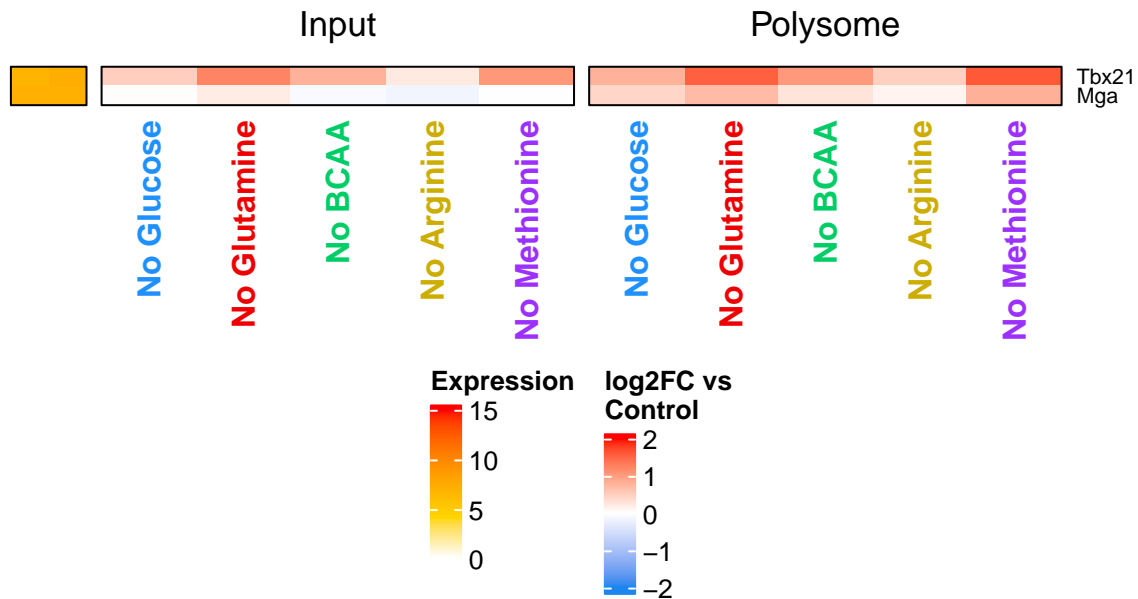 Input
Polysome
Tbx21
Mga
No Glucose
No Glutamine
No BCAA
No Arginine
No Methionine
No Glucose
No Glutamine
No BCAA
No Arginine
No Methionine
Expression
15
10
5
0
log2FC vs
Control
2
1
0
−1
−2